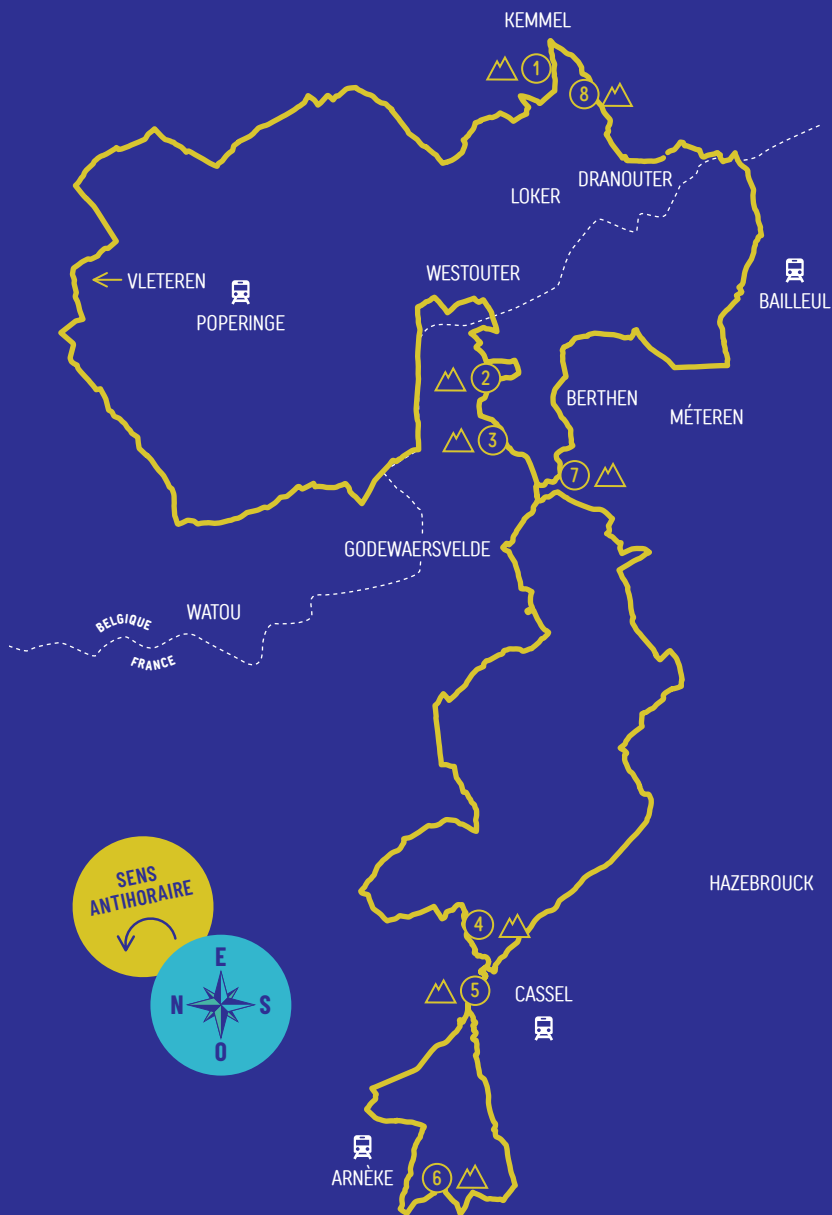 KEMMEL
1
8
DRANOUTER
LOKER
WESTOUTER
VLETEREN
BAILLEUL
POPERINGE
2
BERTHEN
MÉTEREN
3
7
GODEWAERSVELDE
WATOU
BELGIQUE
FRANCE
SENS
ANTIHORAIRE
HAZEBROUCK
4
E
N
S
O
5
CASSEL
ARNÈKE
6